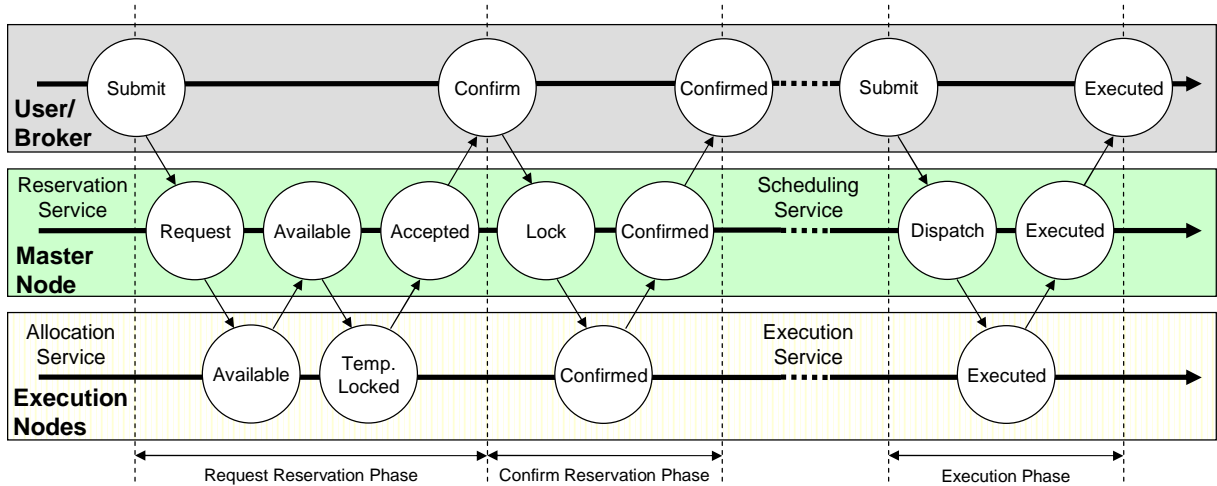 Submit
Confirm
Confirmed
Submit
Executed
User/
Broker
Reservation
Service
Scheduling
Service
Request
Available
Accepted
Lock
Confirmed
Dispatch
Executed
Master
Node
Allocation
Service
Execution
Service
Available
Temp.
Locked
Confirmed
Executed
Execution
Nodes
Request Reservation Phase
Confirm Reservation Phase
Execution Phase